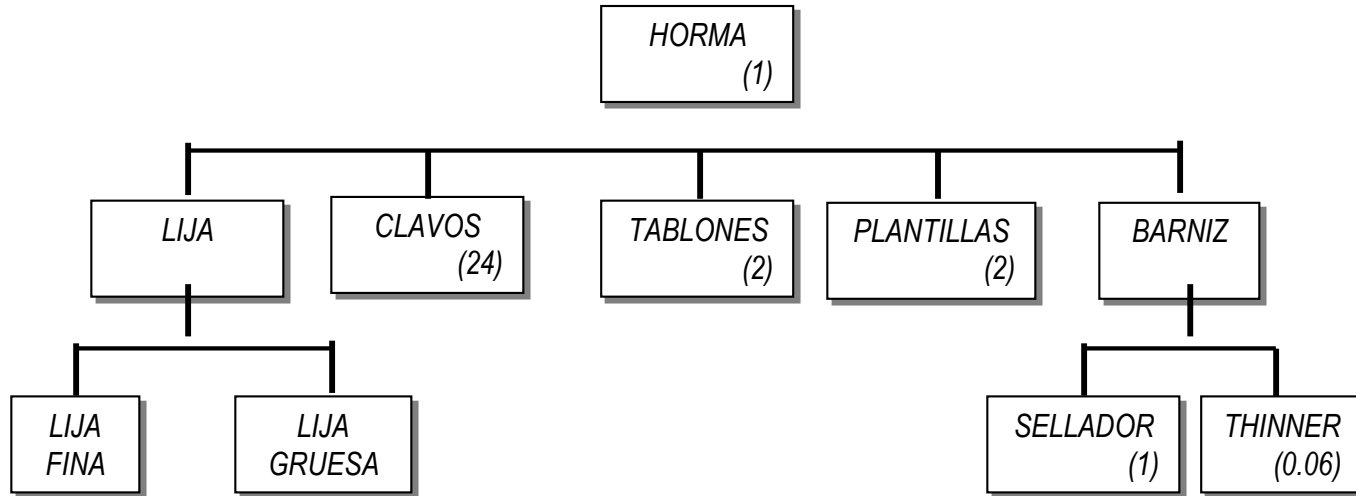 HORMA
(1)
LIJA
CLAVOS
(24)
TABLONES
(2)
PLANTILLAS
(2)
BARNIZ
LIJA
FINA
LIJA
GRUESA
SELLADOR
(1)
THINNER
(0.06)